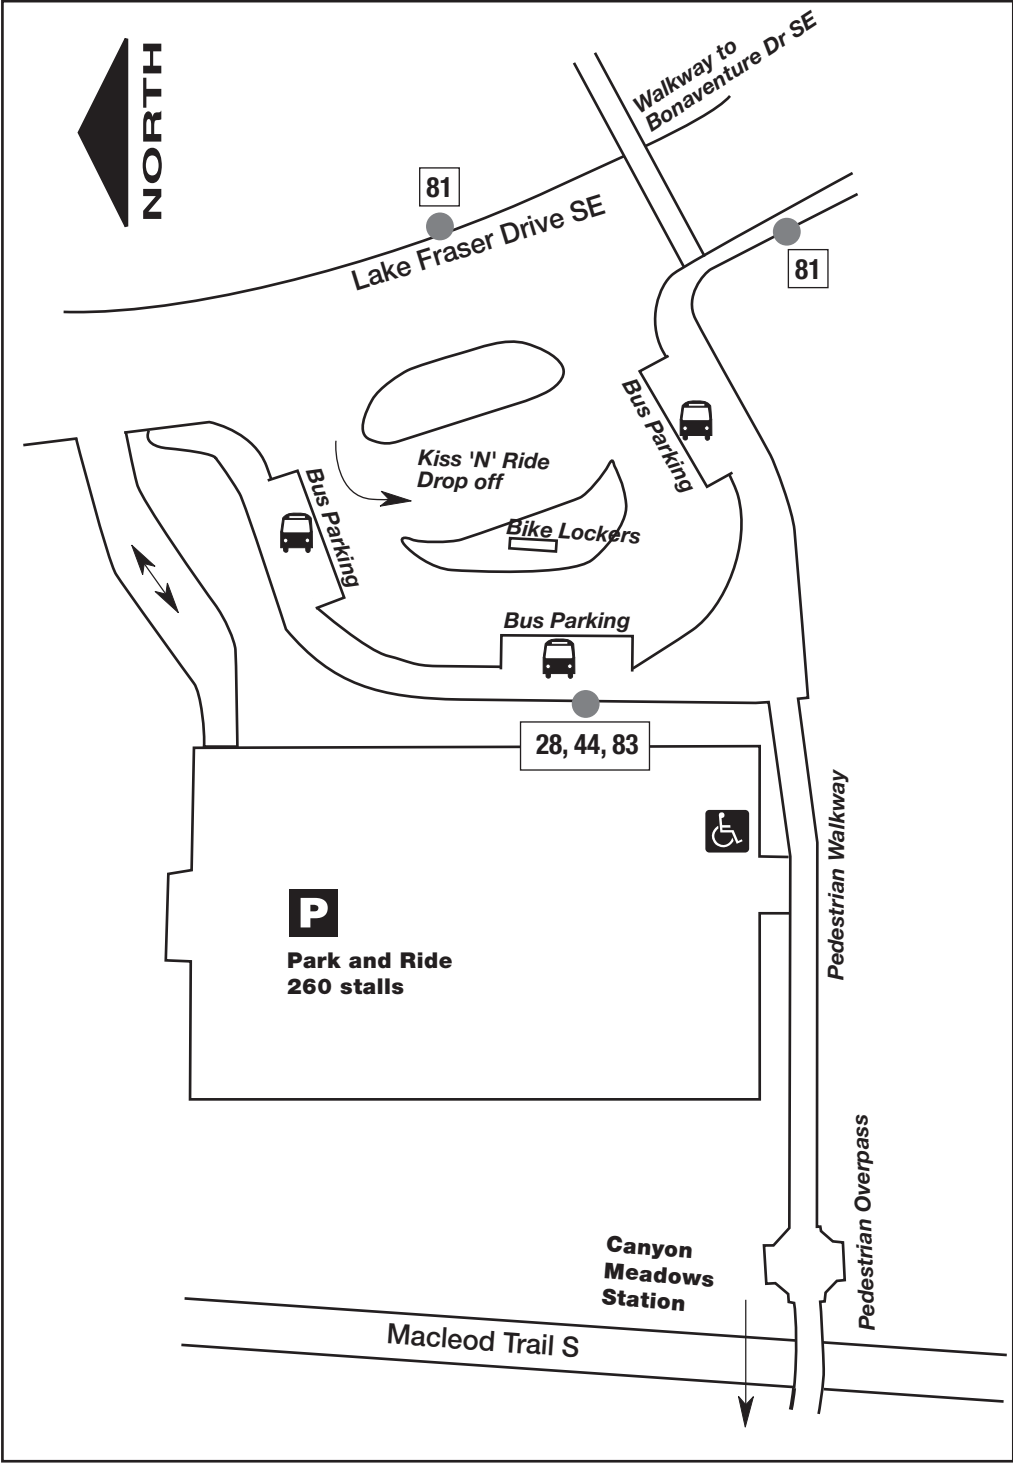 NORTH
Walkway to
Bonaventure Dr SE
81
Lake Fraser Drive SE
81
Bus Parking
Kiss 'N' Ride
Drop off
Bus Parking
Bike Lockers
Bus Parking
28, 44, 83
Pedestrian Walkway
P
Park and Ride
260 stalls
Pedestrian Overpass
Canyon
Meadows
Station
Macleod Trail S